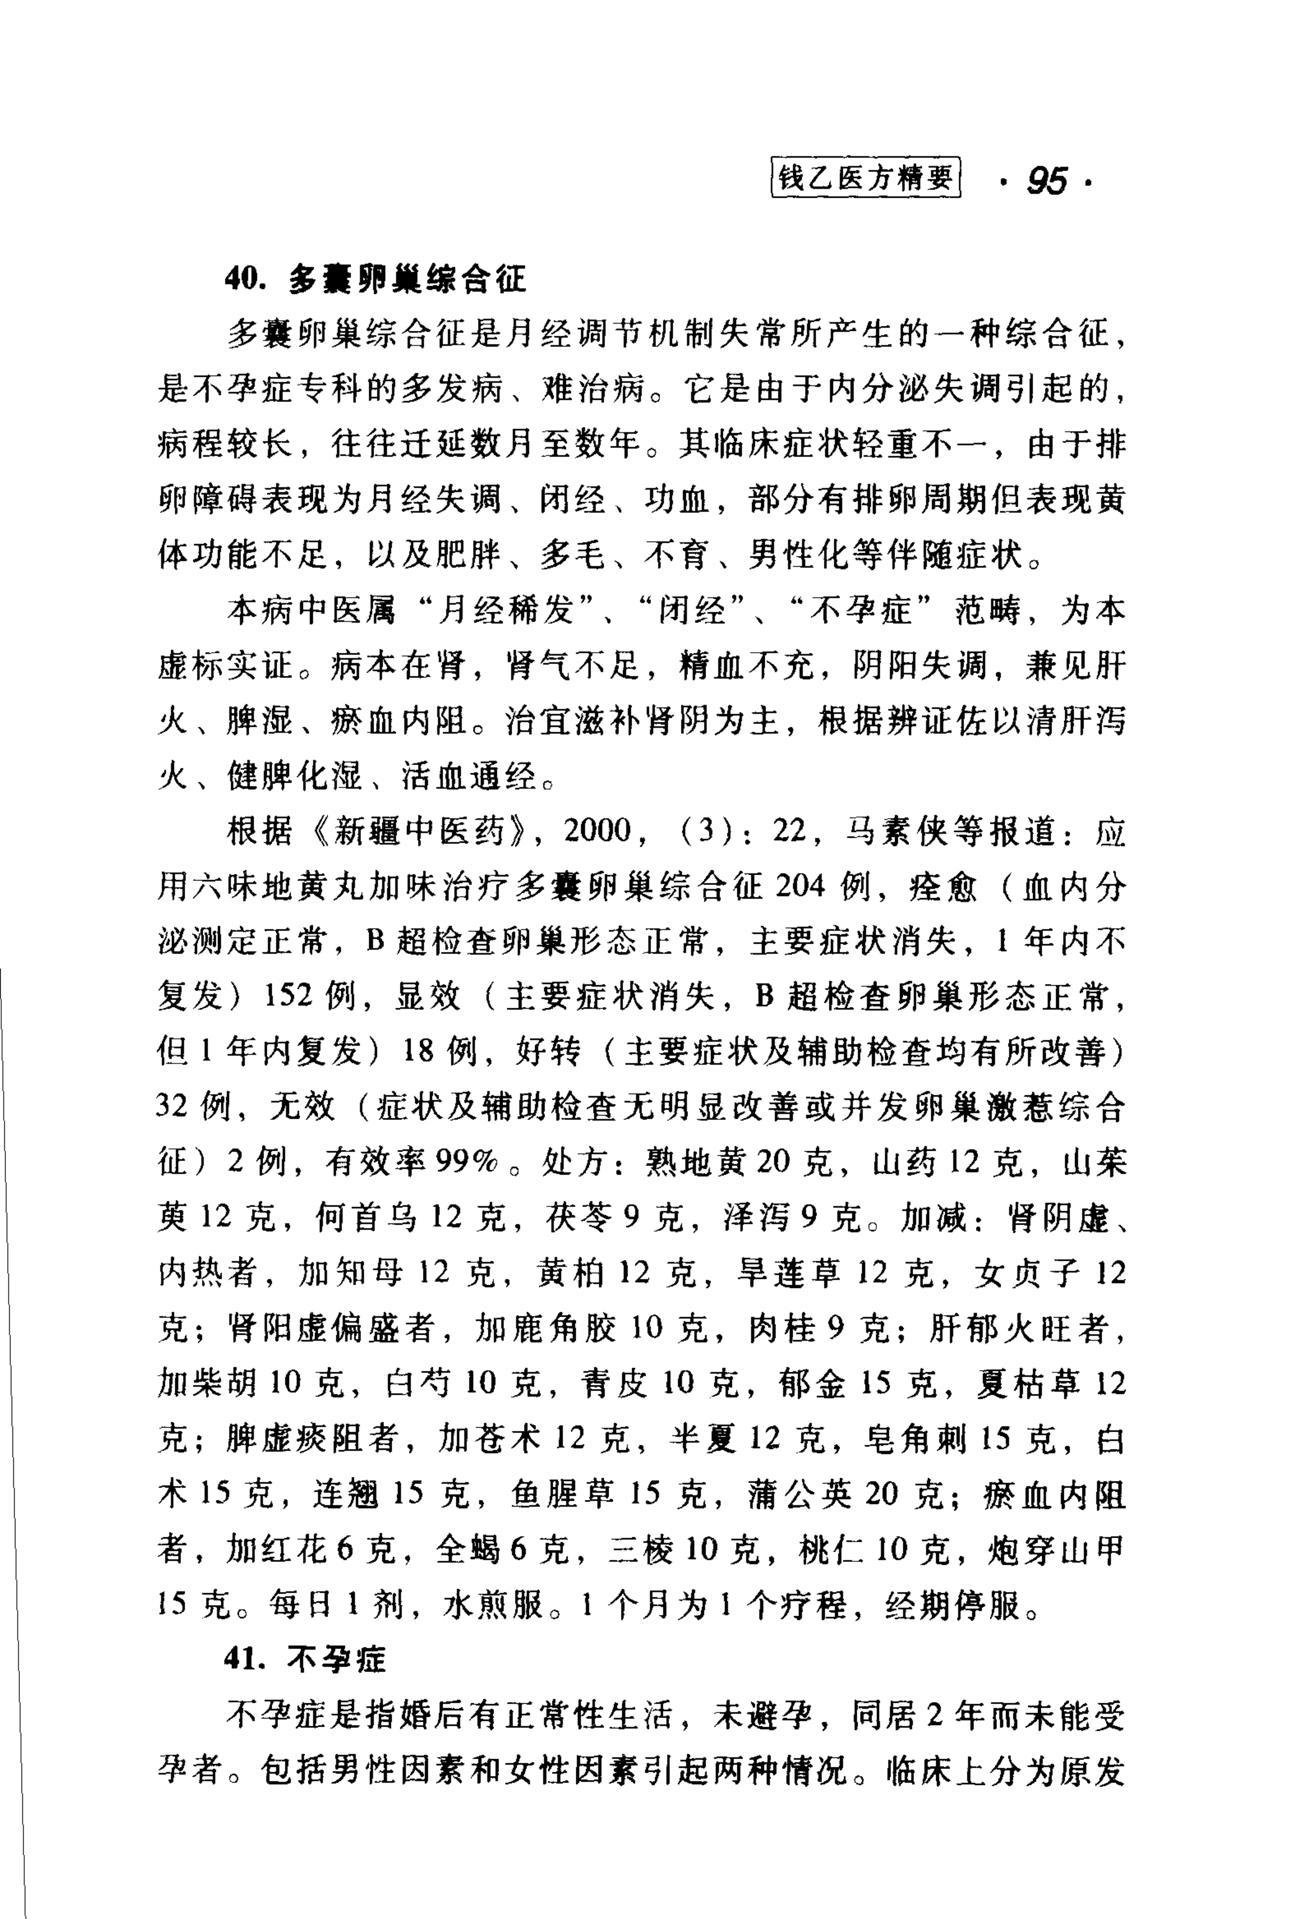 钱乙医方精要 · 95 ·
40. 多囊卵巢综合征
多囊卵巢综合征是月经调节机制失常所产生的一种综合征，
是不孕症专科的多发病、难治病。它是由于内分泌失调引起的，
病程较长，往往迁延数月至数年。其临床症状轻重不一，由于排
卵障碍表现为月经失调、闭经、功血，部分有排卵周期但表现黄
体功能不足，以及肥胖、多毛、不育、男性化等伴随症状。
本病中医属“月经稀发”、“闭经”、“不孕症”范畴，为本
虚标实证。病本在肾，肾气不足，精血不充，阴阳失调，兼见肝
火、脾湿、瘀血内阻。治宜滋补肾阴为主，根据辨证佐以清肝泻
火、健脾化湿、活血通经。
根据《新疆中医药》，2000，（3）：22，马素侠等报道：应
用六味地黄丸加味治疗多囊卵巢综合征 204 例，痊愈（血内分
泌测定正常，B 超检查卵巢形态正常，主要症状消失，1 年内不
复发）152 例，显效（主要症状消失，B 超检查卵巢形态正常，
但 1 年内复发）18 例，好转（主要症状及辅助检查均有所改善）
32 例，无效（症状及辅助检查无明显改善或并发卵巢激惹综合
征）2 例，有效率 99%。处方：熟地黄 20 克，山药 12 克，山茱
萸 12 克，何首乌 12 克，茯苓 9 克，泽泻 9 克。加减：肾阴虚、
内热者，加知母 12 克，黄柏 12 克，旱莲草 12 克，女贞子 12
克；肾阳虚偏盛者，加鹿角胶 10 克，肉桂 9 克；肝郁火旺者，
加柴胡 10 克，白芍 10 克，青皮 10 克，郁金 15 克，夏枯草 12
克；脾虚痰阻者，加苍术 12 克，半夏 12 克，皂角刺 15 克，白
术 15 克，连翘 15 克，鱼腥草 15 克，蒲公英 20 克；瘀血内阻
者，加红花 6 克，全蝎 6 克，三棱 10 克，桃仁 10 克，炮穿山甲
15 克。每日 1 剂，水煎服。1 个月为 1 个疗程，经期停服。
41. 不孕症
不孕症是指婚后有正常性生活，未避孕，同居 2 年而未能受
孕者。包括男性因素和女性因素引起两种情况。临床上分为原发